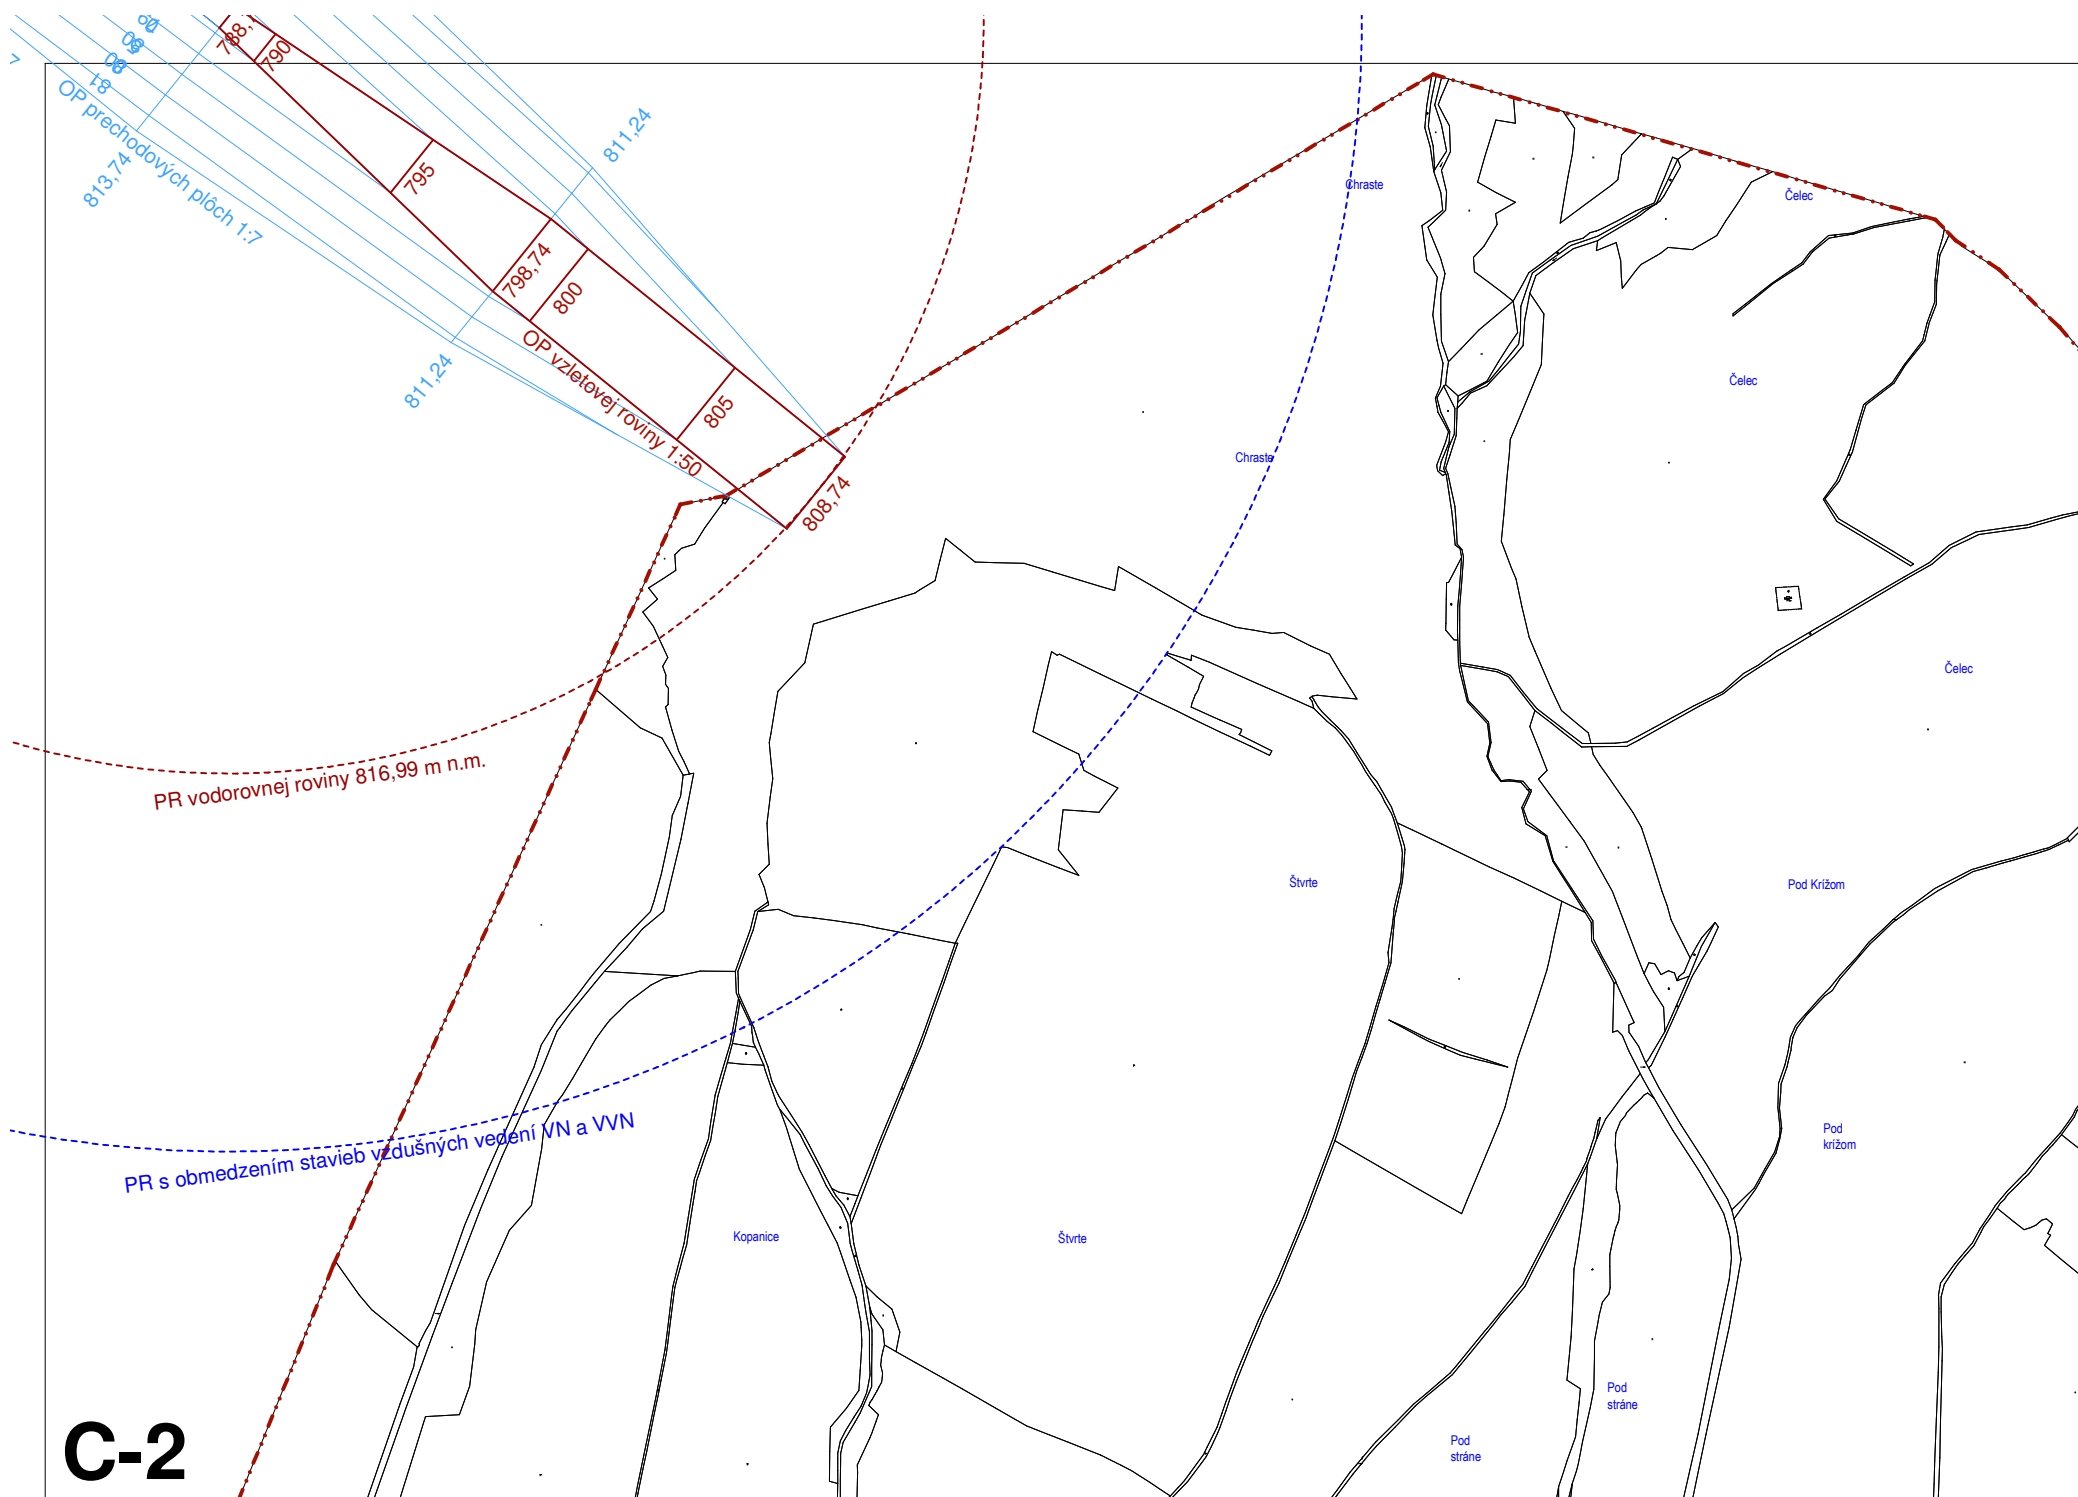 788,
790
81
OP prechodových plôch 1:7
813,74
811,24
795
798,74
800
811,24
OP vzletovej roviny 1:50
805
808,74
Chraste
Čelec
Čelec
Chraste
Čelec
PR vodorovnej roviny 816,99 m n.m.
Štvrte
Pod Krížom
PR s obmedzením stavieb vzdušných vedení VN a VVN
Pod
krížom
Kopanice
Štvrte
Pod
stráne
Pod
stráne
C-2